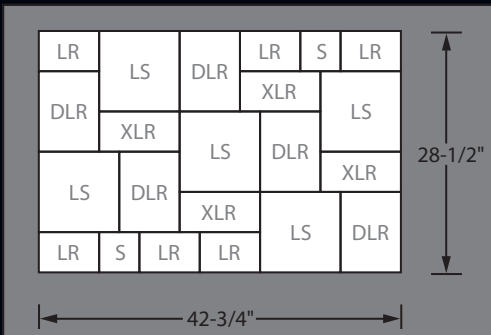 LR LS DLR LR S LR
XLR
DLR LS
XLR
LS DLR
28-1/2"
XLR
LS DLR
XLR
LS DLR
LR S LR LR
42-3/4"